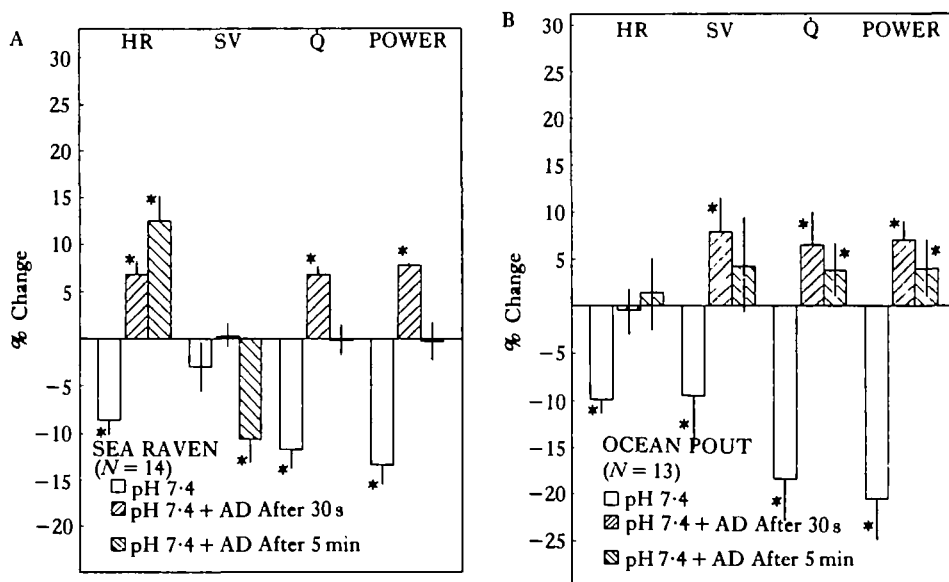 A
HR SV Q̇ POWER
30
25
20
15
10
5
−5
−10
−15
−20
% Change
* * * * * * * *
SEA RAVEN
(N = 14)
pH 7·4
pH 7·4 + AD After 30 s
pH 7·4 + AD After 5 min
B
HR SV Q̇ POWER
30
25
20
15
10
5
0
−5
−10
−15
−20
−25
% Change
* * * * * * * * *
OCEAN POUT
(N = 13)
pH 7·4
pH 7·4 + AD After 30 s
pH 7·4 + AD After 5 min